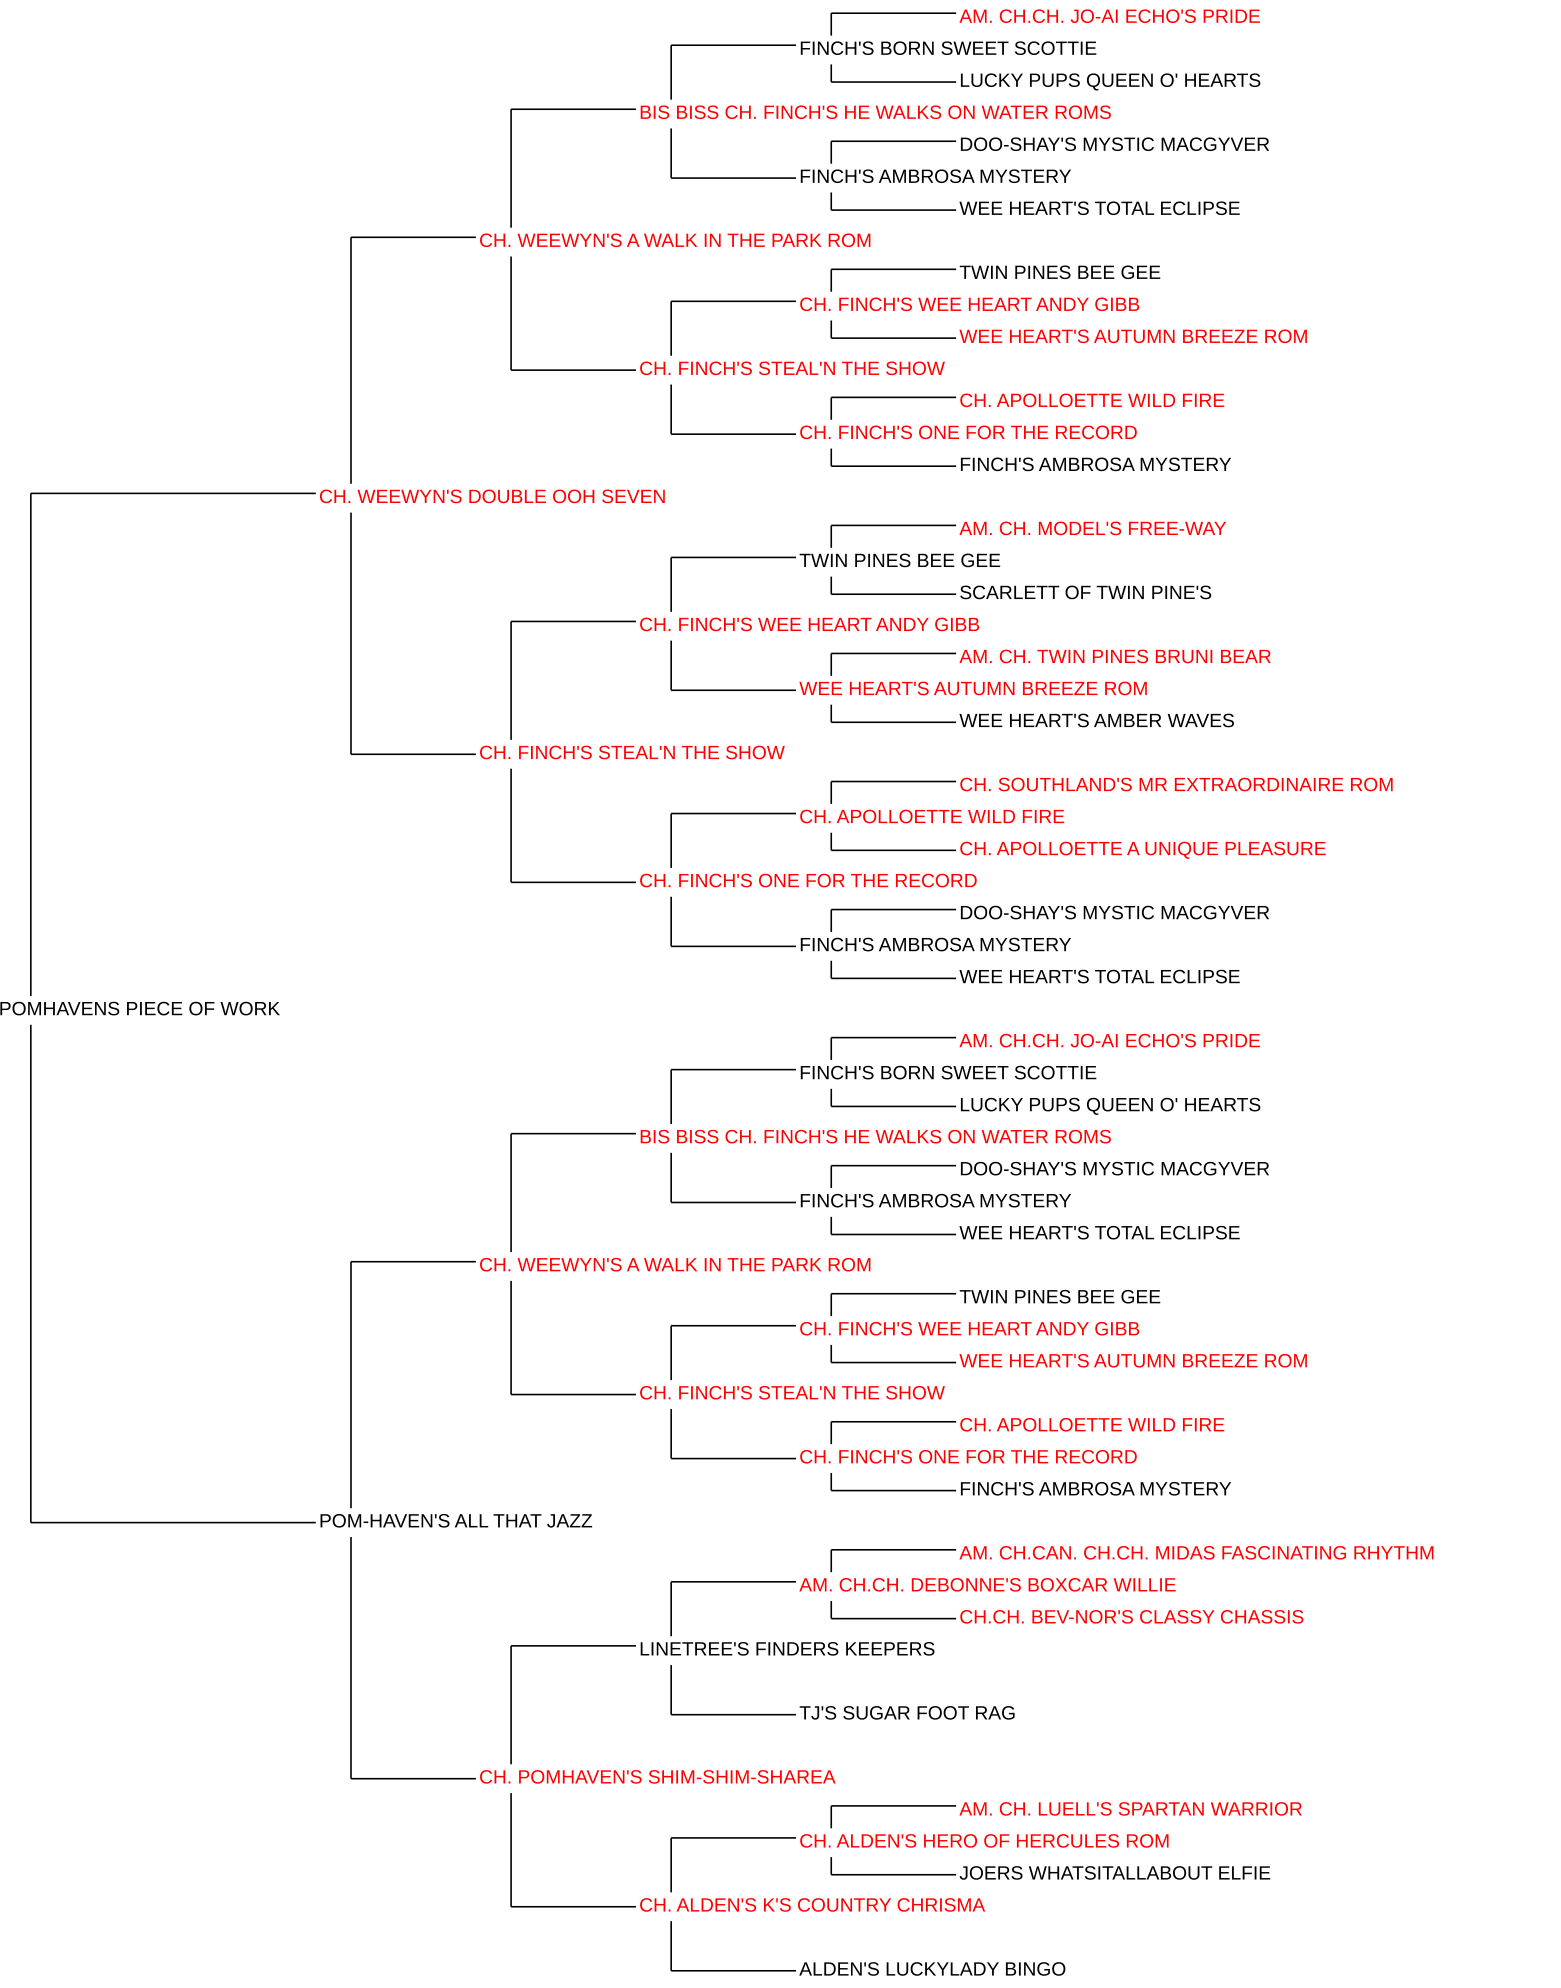 AM. CH.CH. JO-AI ECHO'S PRIDE
FINCH'S BORN SWEET SCOTTIE
LUCKY PUPS QUEEN O' HEARTS
BIS BISS CH. FINCH'S HE WALKS ON WATER ROMS
DOO-SHAY'S MYSTIC MACGYVER
FINCH'S AMBROSA MYSTERY
WEE HEART'S TOTAL ECLIPSE
CH. WEEWYN'S A WALK IN THE PARK ROM
TWIN PINES BEE GEE
CH. FINCH'S WEE HEART ANDY GIBB
WEE HEART'S AUTUMN BREEZE ROM
CH. FINCH'S STEAL'N THE SHOW
CH. APOLLOETTE WILD FIRE
CH. FINCH'S ONE FOR THE RECORD
FINCH'S AMBROSA MYSTERY
CH. WEEWYN'S DOUBLE OOH SEVEN
AM. CH. MODEL'S FREE-WAY
TWIN PINES BEE GEE
SCARLETT OF TWIN PINE'S
CH. FINCH'S WEE HEART ANDY GIBB
AM. CH. TWIN PINES BRUNI BEAR
WEE HEART'S AUTUMN BREEZE ROM
WEE HEART'S AMBER WAVES
CH. FINCH'S STEAL'N THE SHOW
CH. SOUTHLAND'S MR EXTRAORDINAIRE ROM
CH. APOLLOETTE WILD FIRE
CH. APOLLOETTE A UNIQUE PLEASURE
CH. FINCH'S ONE FOR THE RECORD
DOO-SHAY'S MYSTIC MACGYVER
FINCH'S AMBROSA MYSTERY
WEE HEART'S TOTAL ECLIPSE
POMHAVENS PIECE OF WORK
AM. CH.CH. JO-AI ECHO'S PRIDE
FINCH'S BORN SWEET SCOTTIE
LUCKY PUPS QUEEN O' HEARTS
BIS BISS CH. FINCH'S HE WALKS ON WATER ROMS
DOO-SHAY'S MYSTIC MACGYVER
FINCH'S AMBROSA MYSTERY
WEE HEART'S TOTAL ECLIPSE
CH. WEEWYN'S A WALK IN THE PARK ROM
TWIN PINES BEE GEE
CH. FINCH'S WEE HEART ANDY GIBB
WEE HEART'S AUTUMN BREEZE ROM
CH. FINCH'S STEAL'N THE SHOW
CH. APOLLOETTE WILD FIRE
CH. FINCH'S ONE FOR THE RECORD
FINCH'S AMBROSA MYSTERY
POM-HAVEN'S ALL THAT JAZZ
AM. CH.CAN. CH.CH. MIDAS FASCINATING RHYTHM
AM. CH.CH. DEBONNE'S BOXCAR WILLIE
CH.CH. BEV-NOR'S CLASSY CHASSIS
LINETREE'S FINDERS KEEPERS
TJ'S SUGAR FOOT RAG
CH. POMHAVEN'S SHIM-SHIM-SHAREA
AM. CH. LUELL'S SPARTAN WARRIOR
CH. ALDEN'S HERO OF HERCULES ROM
JOERS WHATSITALLABOUT ELFIE
CH. ALDEN'S K'S COUNTRY CHRISMA
ALDEN'S LUCKYLADY BINGO